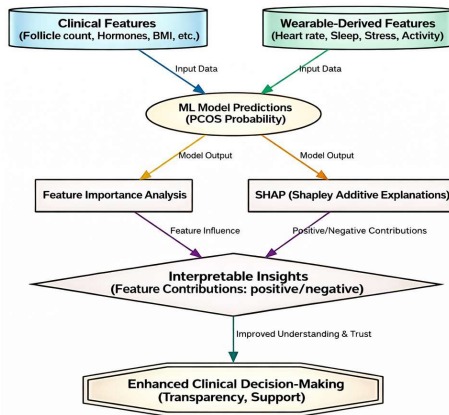 Clinical Features
(Follicle count, Hormones, BMI, etc.)
Wearable-Derived Features
(Heart rate, Sleep, Stress, Activity)
Input Data
Input Data
ML Model Predictions
(PCOS Probability)
Model Output
Model Output
Feature Importance Analysis
SHAP (Shapley Additive Explanations)
Feature Influence
Positive/Negative Contributions
Interpretable Insights
(Feature Contributions: positive/negative)
Improved Understanding & Trust
Enhanced Clinical Decision-Making
(Transparency, Support)